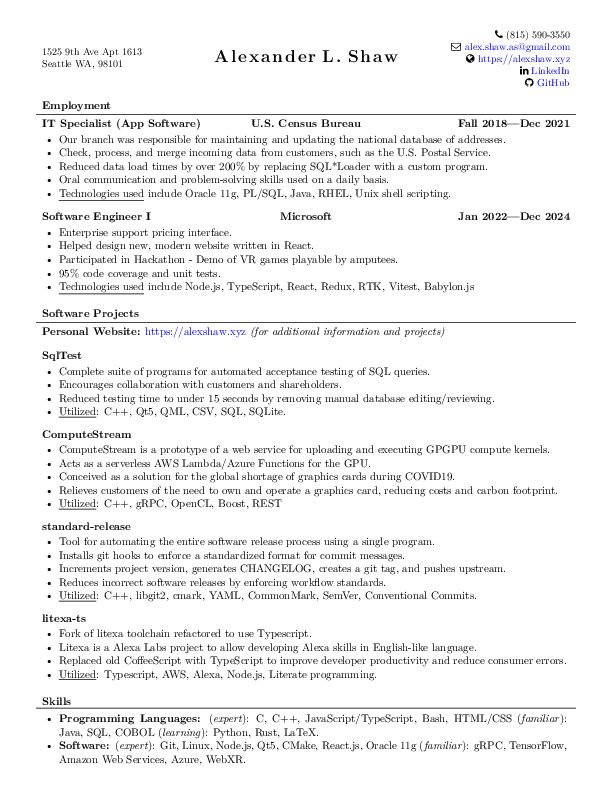 1525 9th Ave Apt 1613
Seattle WA, 98101
Alexander L. Shaw
(815) 590-3550
alex.shaw.as@gmail.com
https://alexshaw.xyz
LinkedIn
GitHub
Employment
IT Specialist (App Software) U.S. Census Bureau Fall 2018—Dec 2021
• Our branch was responsible for maintaining and updating the national database of addresses.
• Check, process, and merge incoming data from customers, such as the U.S. Postal Service.
• Reduced data load times by over 200% by replacing SQL*Loader with a custom program.
• Oral communication and problem-solving skills used on a daily basis.
• Technologies used include Oracle 11g, PL/SQL, Java, RHEL, Unix shell scripting.
Software Engineer I Microsoft Jan 2022—Dec 2024
• Enterprise support pricing interface.
• Helped design new, modern website written in React.
• Participated in Hackathon - Demo of VR games playable by amputees.
• 95% code coverage and unit tests.
• Technologies used include Node.js, TypeScript, React, Redux, RTK, Vitest, Babylon.js
Software Projects
Personal Website: https://alexshaw.xyz (for additional information and projects)
SqlTest
• Complete suite of programs for automated acceptance testing of SQL queries.
• Encourages collaboration with customers and shareholders.
• Reduced testing time to under 15 seconds by removing manual database editing/reviewing.
• Utilized: C++, Qt5, QML, CSV, SQL, SQLite.
ComputeStream
• ComputeStream is a prototype of a web service for uploading and executing GPGPU compute kernels.
• Acts as a serverless AWS Lambda/Azure Functions for the GPU.
• Conceived as a solution for the global shortage of graphics cards during COVID19.
• Relieves customers of the need to own and operate a graphics card, reducing costs and carbon footprint.
• Utilized: C++, gRPC, OpenCL, Boost, REST
standard-release
• Tool for automating the entire software release process using a single program.
• Installs git hooks to enforce a standardized format for commit messages.
• Increments project version, generates CHANGELOG, creates a git tag, and pushes upstream.
• Reduces incorrect software releases by enforcing workflow standards.
• Utilized: C++, libgit2, cmark, YAML, CommonMark, SemVer, Conventional Commits.
litexa-ts
• Fork of litexa toolchain refactored to use Typescript.
• Litexa is a Alexa Labs project to allow developing Alexa skills in English-like language.
• Replaced old CoffeeScript with TypeScript to improve developer productivity and reduce consumer errors.
• Utilized: Typescript, AWS, Alexa, Node.js, Literate programming.
Skills
• Programming Languages: (expert): C, C++, JavaScript/TypeScript, Bash, HTML/CSS (familiar):
Java, SQL, COBOL (learning): Python, Rust, LaTeX.
• Software: (expert): Git, Linux, Node.js, Qt5, CMake, React.js, Oracle 11g (familiar): gRPC, TensorFlow,
Amazon Web Services, Azure, WebXR.